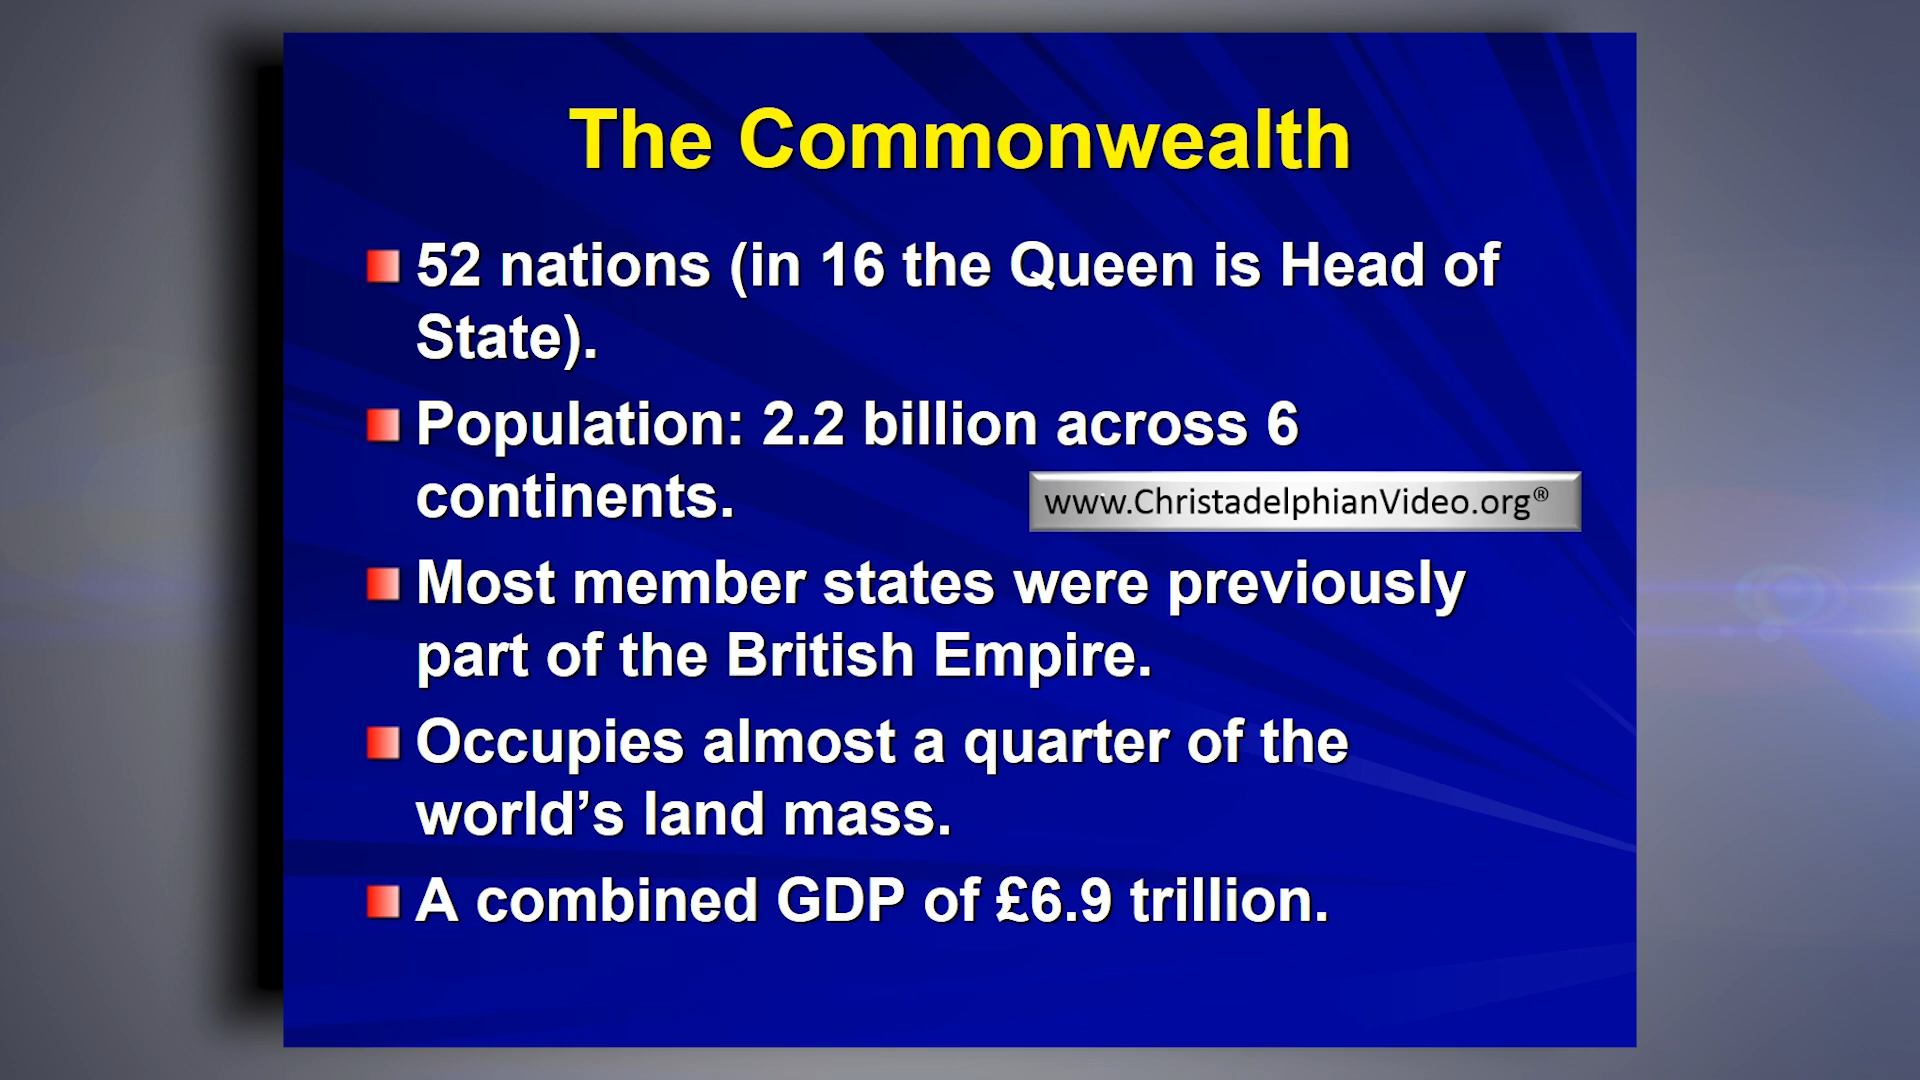 The Commonwealth
52 nations (in 16 the Queen is Head of
State).
Population: 2.2 billion across 6
continents.
www.ChristadelphianVideo.org®
Most member states were previously
part of the British Empire.
Occupies almost a quarter of the
world’s land mass.
A combined GDP of £6.9 trillion.